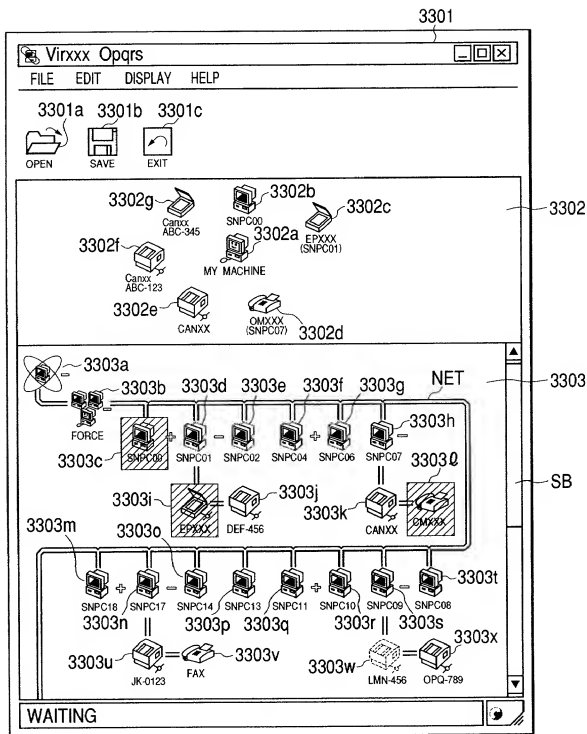 3301
Virxxx Opqrs
FILE EDIT DISPLAY HELP
3301a 3301b 3301c
OPEN SAVE EXIT
3302g 3302b 3302c
Canxx ABC-345
SNPC00
EPXXX (SNPC01)
3302
3302f 3302a
Canxx ABC-123
MY MACHINE
3302e
CANXX
OMXXX (SNPC07)
3302d
3303a
3303b 3303d 3303e 3303f 3303g NET 3303
FORCE
3303h
3303c
SNPC00 + SNPC01 - SNPC02 SNPC04 + SNPC06 SNPC07 -
3303ℓ
SB
3303i 3303j
EPXXX DEF-456
3303k
CANXX CMXXX
3303m 3303o 3303t
SNPC18 + SNPC17 - SNPC14 SNPC13 SNPC11 + SNPC10 SNPC09 - SNPC08
3303n 3303p 3303q 3303r 3303s
3303u 3303v 3303w 3303x
JK-0123 FAX LMN-456 OPQ-789
WAITING